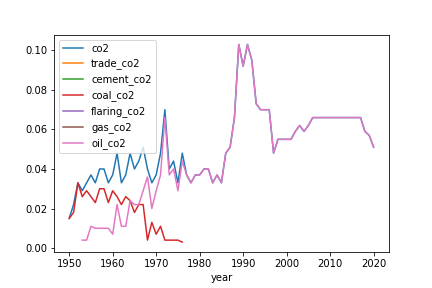 0.10
0.08
0.06
0.04
0.02
0.00
co2
trade_co2
cement_co2
coal_co2
flaring_co2
gas_co2
oil_co2
1950 1960 1970 1980 1990 2000 2010 2020
year